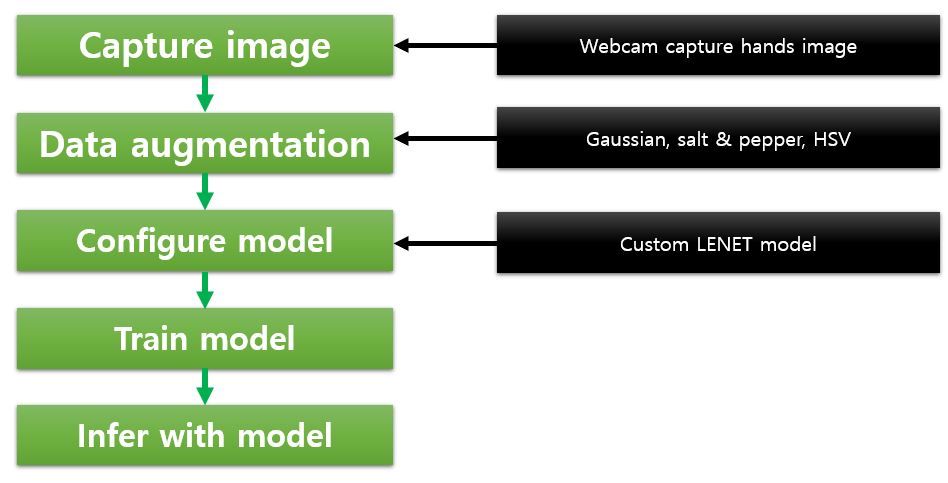 Capture image
Webcam capture hands image
Data augmentation
Gaussian, salt & pepper, HSV
Configure model
Custom LENET model
Train model
Infer with model